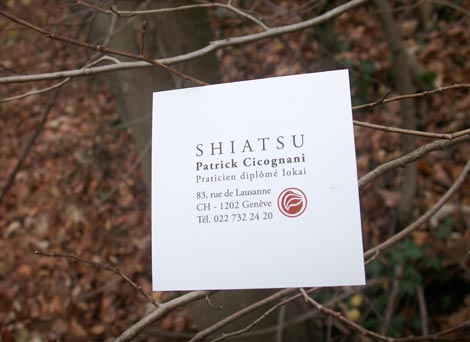 SHIATSU
Patrick Cicognani
Praticien diplômé Iokai
83, rue de Lausanne
CH - 1202 Genève
Tél. 022 732 24 20